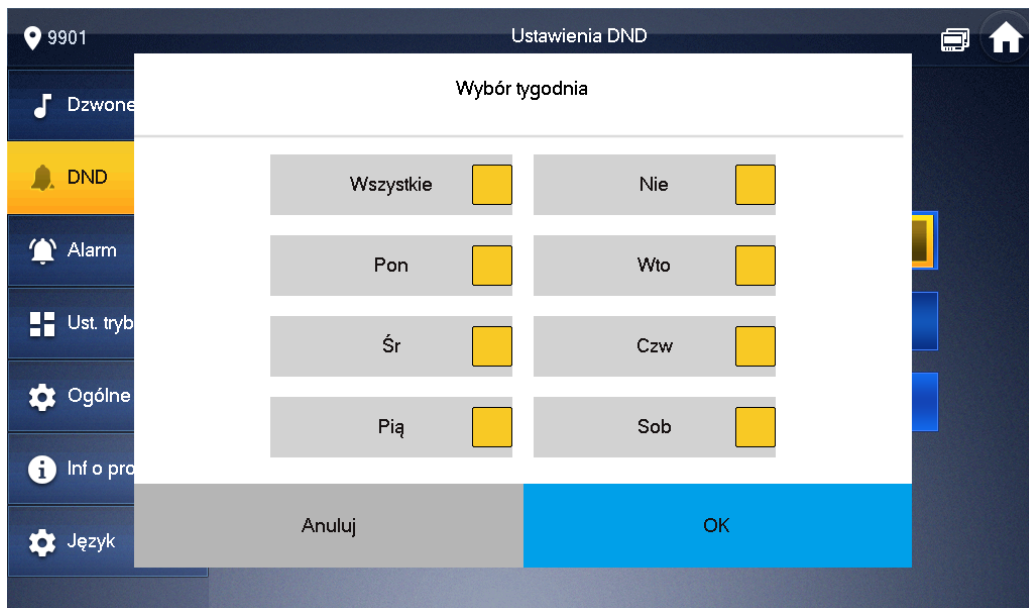 9901
Ustawienia DND
Dzwone
DND
Alarm
Ust. tryb
Ogólne
Inf o pro
Język
Wybór tygodnia
Wszystkie
Nie
Pon
Wto
Śr
Czw
Pią
Sob
Anuluj
OK